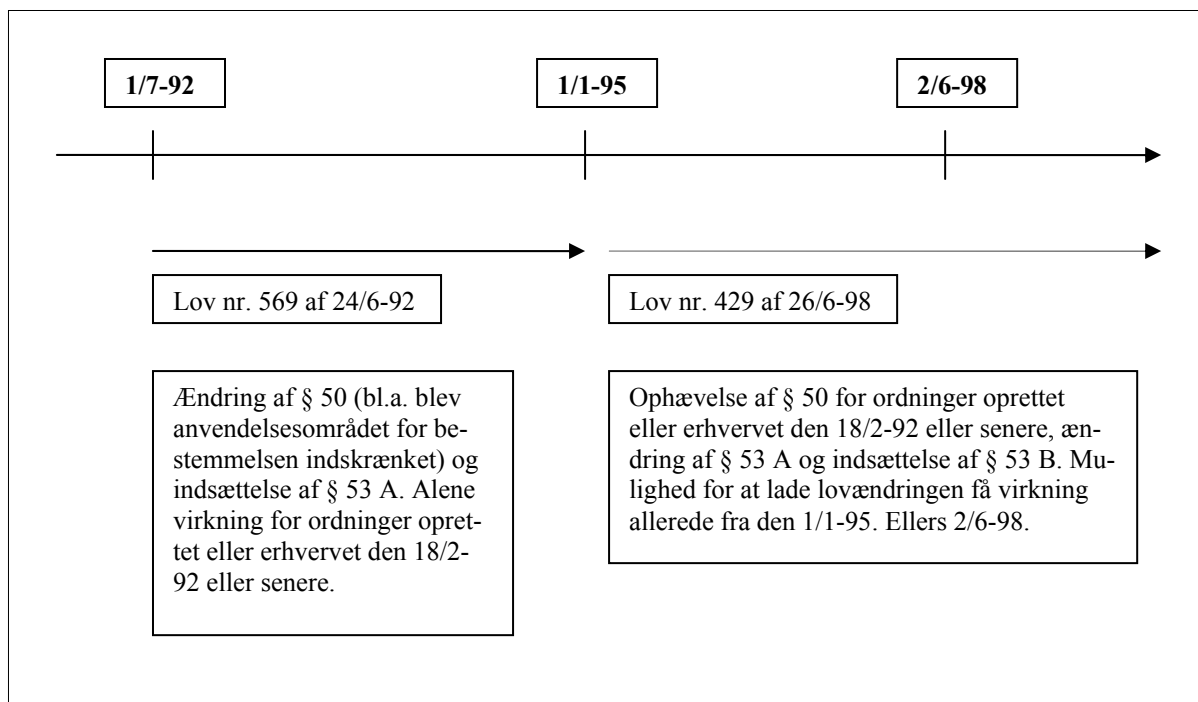 1/7-92
1/1-95
2/6-98
Lov nr. 569 af 24/6-92
Lov nr. 429 af 26/6-98
Ændring af § 50 (bl.a. blev
anvendelsesområdet for be-
stemmelsen indskrænket) og
indsættelse af § 53 A. Alene
virkning for ordninger opret-
tet eller erhvervet den 18/2-
92 eller senere.
Ophævelse af § 50 for ordninger oprettet
eller erhvervet den 18/2-92 eller senere, æn-
dring af § 53 A og indsættelse af § 53 B. Mu-
lighed for at lade lovændringen få virkning
allerede fra den 1/1-95. Ellers 2/6-98.